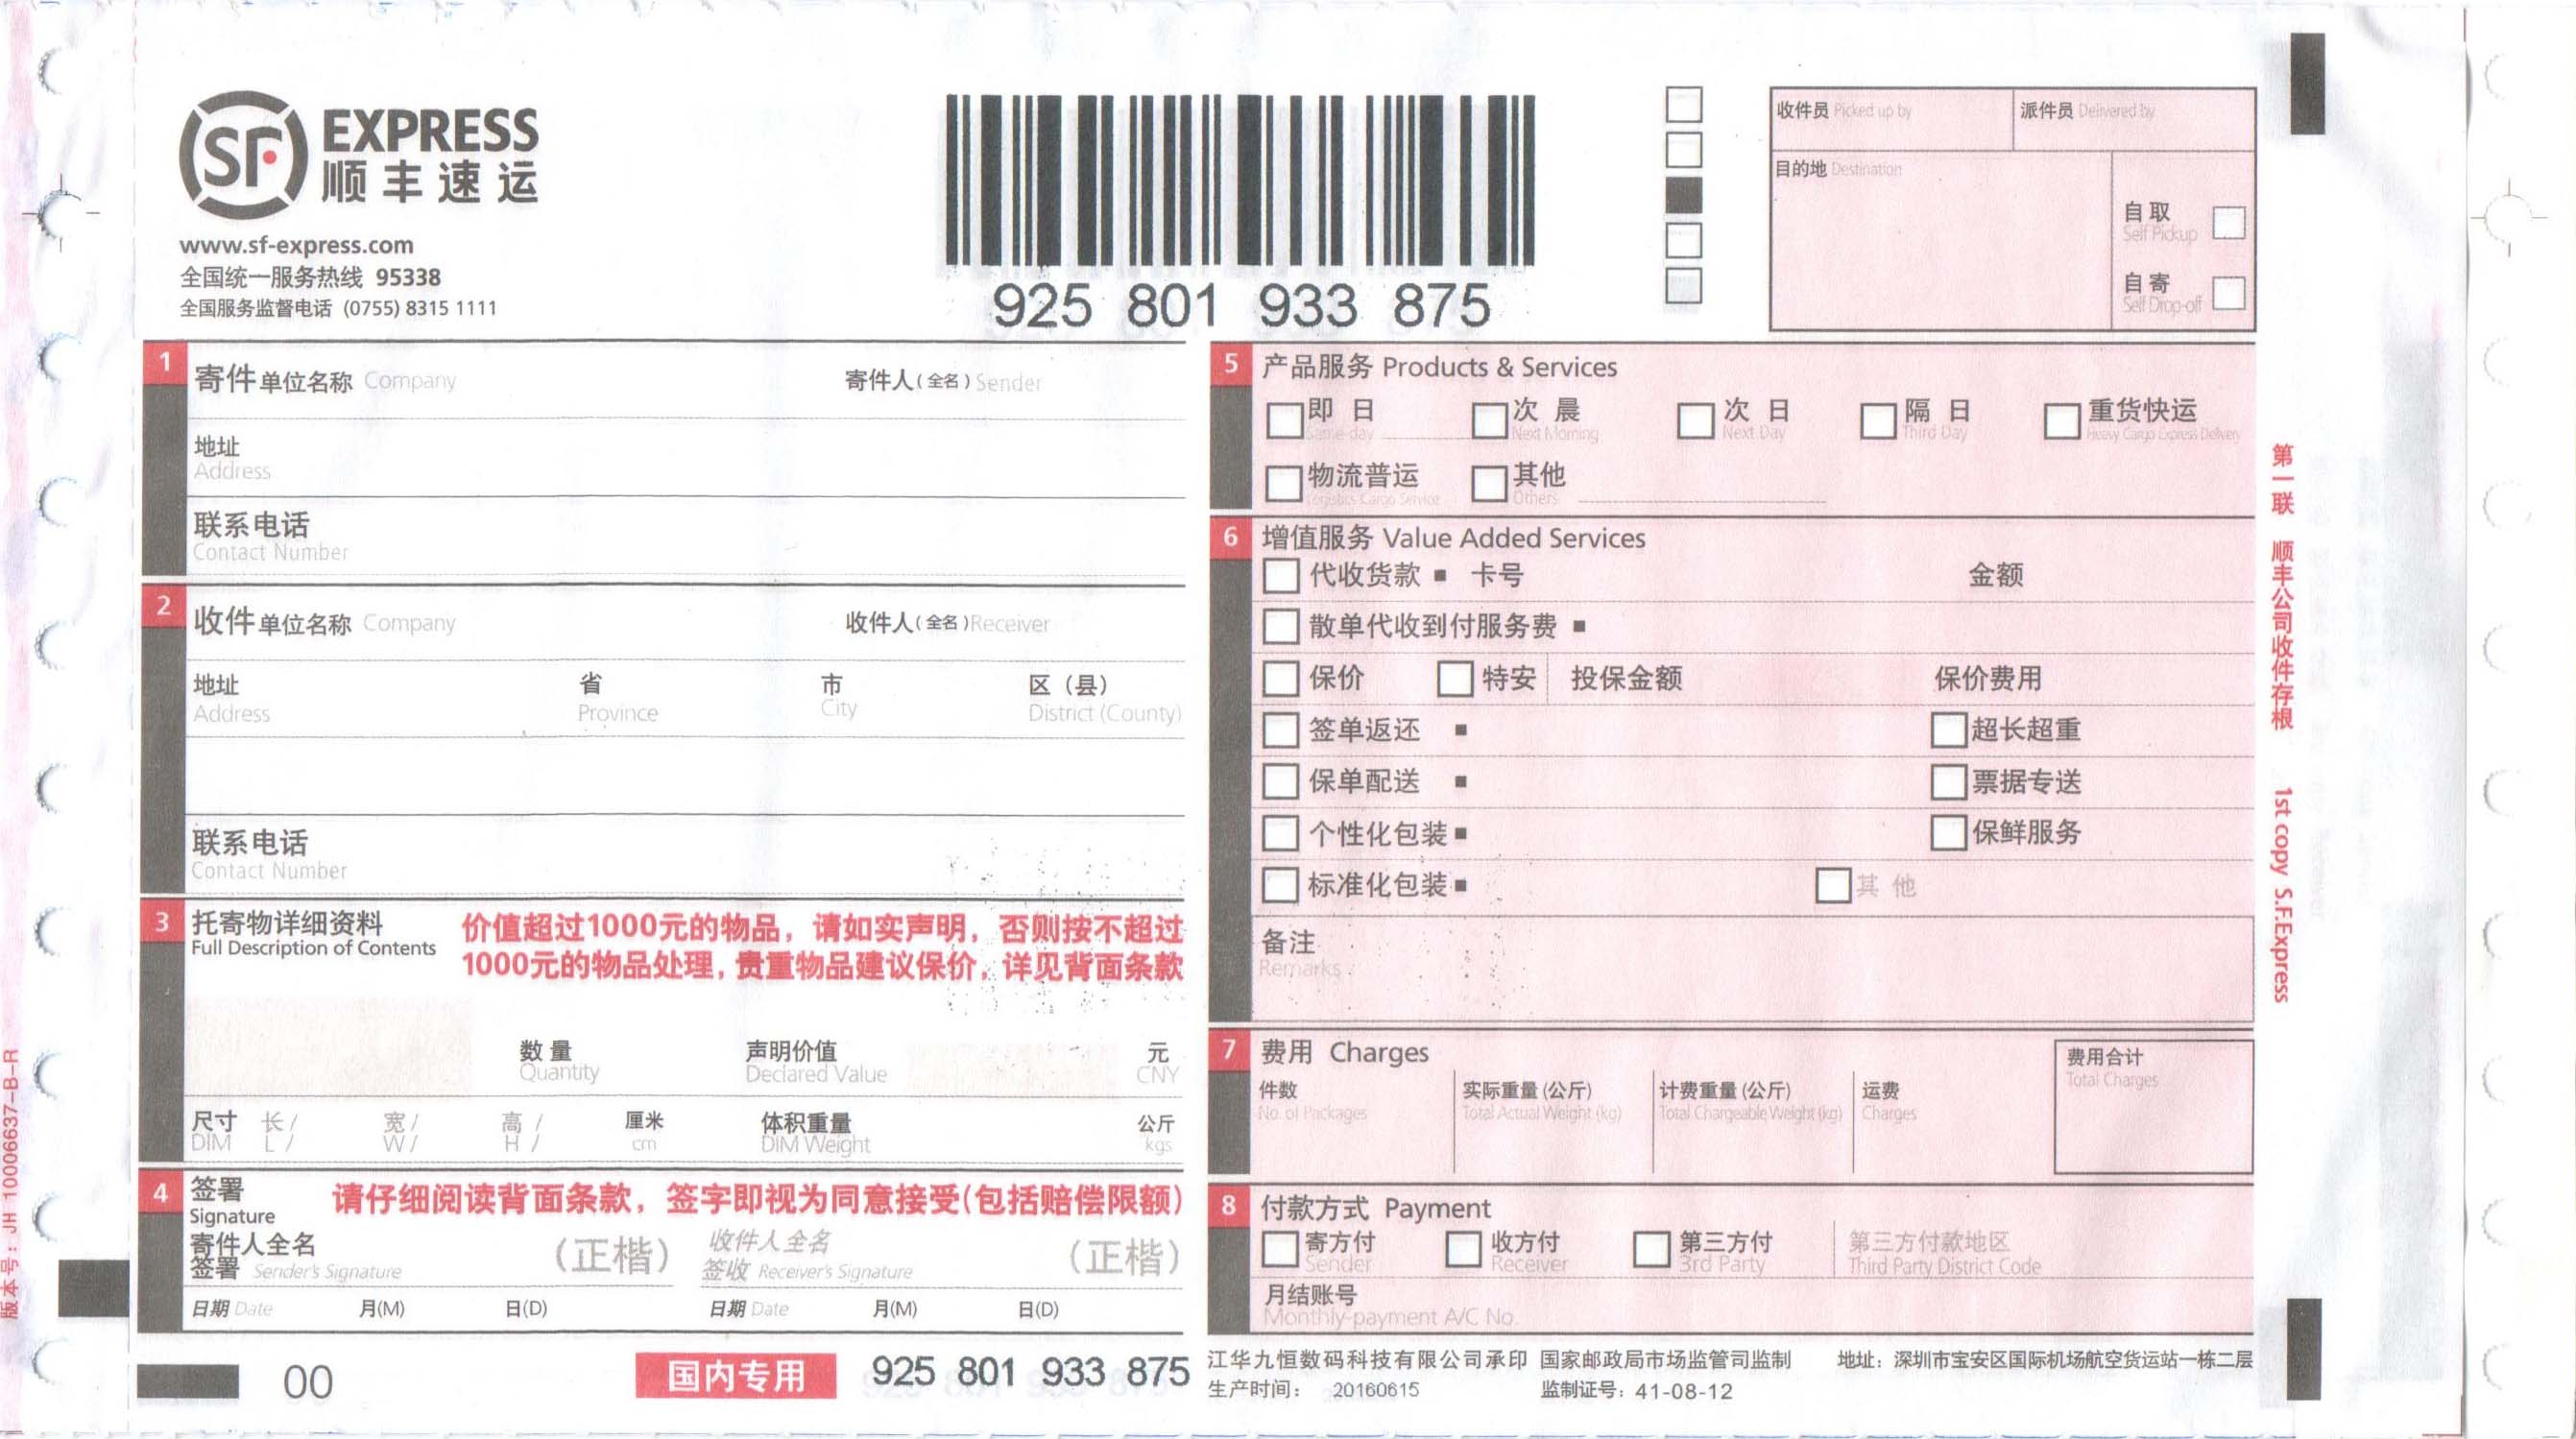 SF EXPRESS
顺丰速运
www.sf-express.com
全国统一服务热线 95338
全国服务监督电话 (0755) 8315 1111
925 801 933 875
收件员 Picked up by 派件员 Delivered by
目的地 Destination
自取
Self Pickup
自寄
Self Drop-off
1 寄件单位名称 Company 寄件人(全名) Sender
地址
Address
联系电话
Contact Number
2 收件单位名称 Company 收件人(全名) Receiver
地址 省 市 区（县）
Address Province City District (County)
联系电话
Contact Number
3 托寄物详细资料
Full Description of Contents
价值超过1000元的物品，请如实声明，否则按不超过
1000元的物品处理，贵重物品建议保价，详见背面条款
数量 声明价值 元
Quantity Declared Value CNY
尺寸 长/ 宽/ 高/ 厘米 体积重量 公斤
DIM L/ W/ H/ cm DIM Weight kgs
4 签署
Signature
请仔细阅读背面条款，签字即视为同意接受(包括赔偿限额)
寄件人全名 (正楷) 收件人全名 (正楷)
签署 Sender's Signature 签收 Receiver's Signature
日期 Date 月(M) 日(D) 日期 Date 月(M) 日(D)
00 国内专用 925 801 933 875
5 产品服务 Products & Services
即日 次晨 次日 隔日 重货快运
Same-day Next Morning Next Day Third Day Heavy Cargo Express Delivery
物流普运 其他
Logistics Cargo Service Others
6 增值服务 Value Added Services
代收货款 ■ 卡号 金额
散单代收到付服务费 ■
保价 特安 投保金额 保价费用
签单返还 ■ 超长超重
保单配送 ■ 票据专送
个性化包装 ■ 保鲜服务
标准化包装 ■ 其他
备注
Remarks
7 费用 Charges
件数 实际重量(公斤) 计费重量(公斤) 运费 费用合计
No. of Packages Total Actual Weight (kg) Total Chargeable Weight (kg) Charges Total Charges
8 付款方式 Payment
寄方付 收方付 第三方付 第三方付款地区
Sender Receiver 3rd Party Third Party District Code
月结账号
Monthly-payment A/C No.
江华九恒数码科技有限公司承印 国家邮政局市场监管司监制 地址：深圳市宝安区国际机场航空货运站一栋二层
生产时间： 20160615 监制证号：41-08-12
第一联 顺丰公司收件存根 1st copy S.F.Express
版本号：JH 10006637-B-R